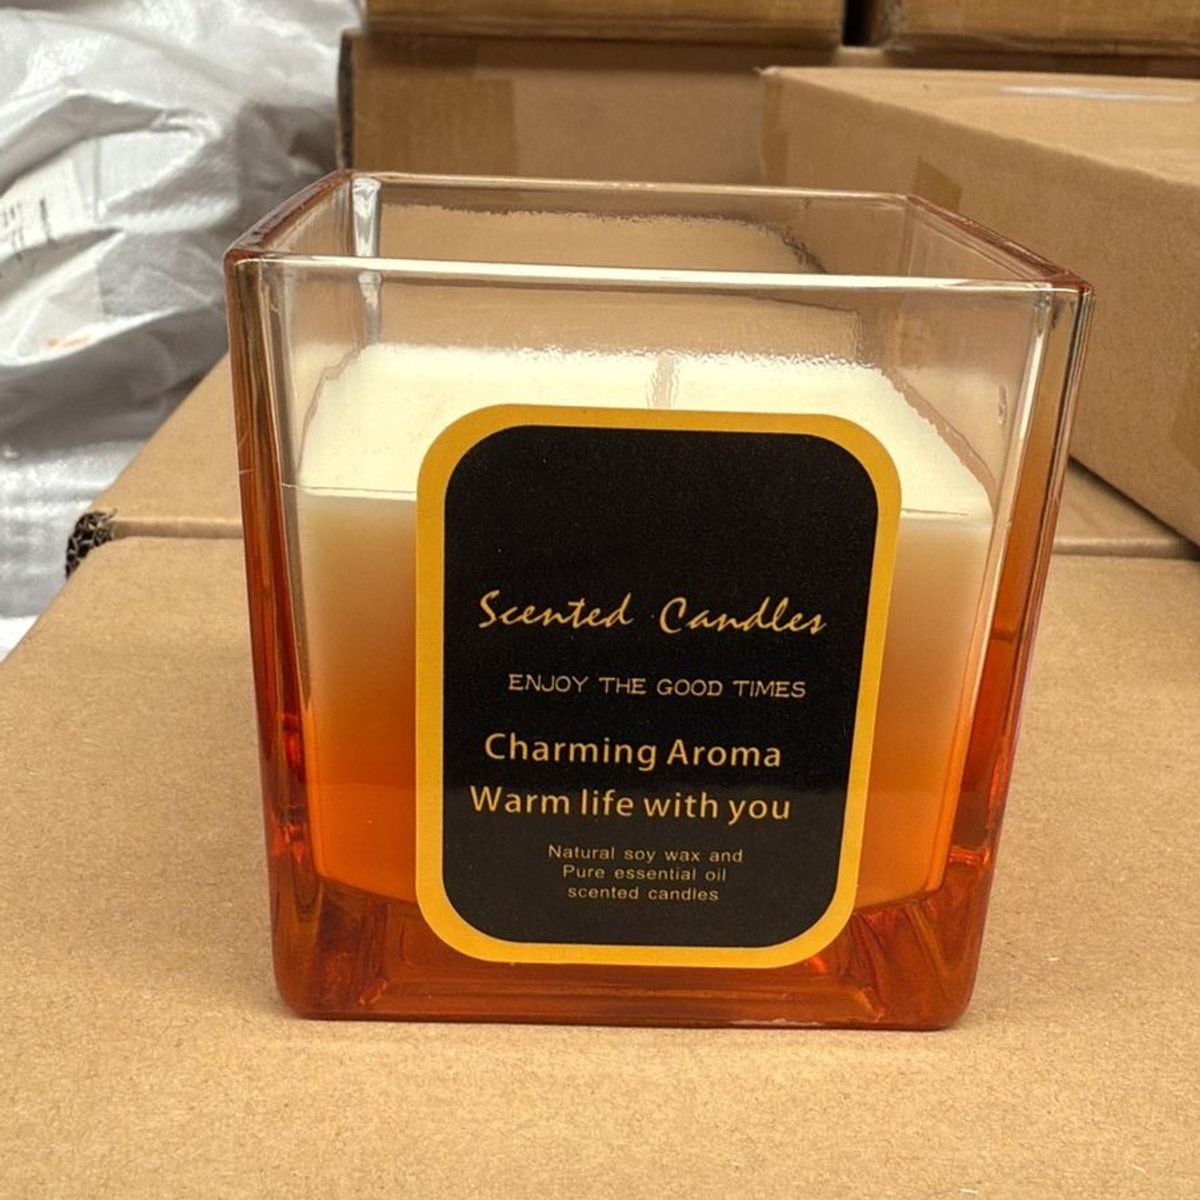 Scented Candles
ENJOY THE GOOD TIMES
Charming Aroma
Warm life with you
Natural soy wax and
Pure essential oil
scented candles